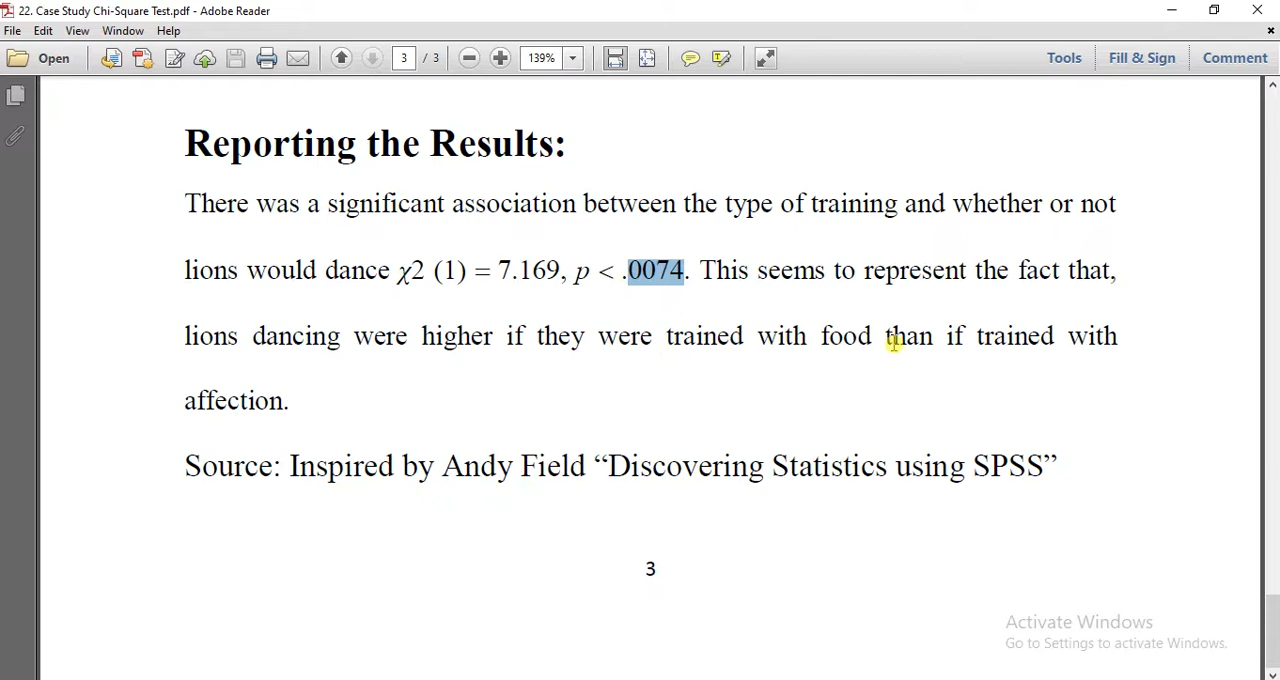 22. Case Study Chi-Square Test.pdf - Adobe Reader
File Edit View Window Help
Open 3 / 3 139% Tools Fill & Sign Comment
Reporting the Results:
There was a significant association between the type of training and whether or not
lions would dance χ2 (1) = 7.169, p < .0074. This seems to represent the fact that,
lions dancing were higher if they were trained with food than if trained with
affection.
Source: Inspired by Andy Field “Discovering Statistics using SPSS”
3
Activate Windows
Go to Settings to activate Windows.